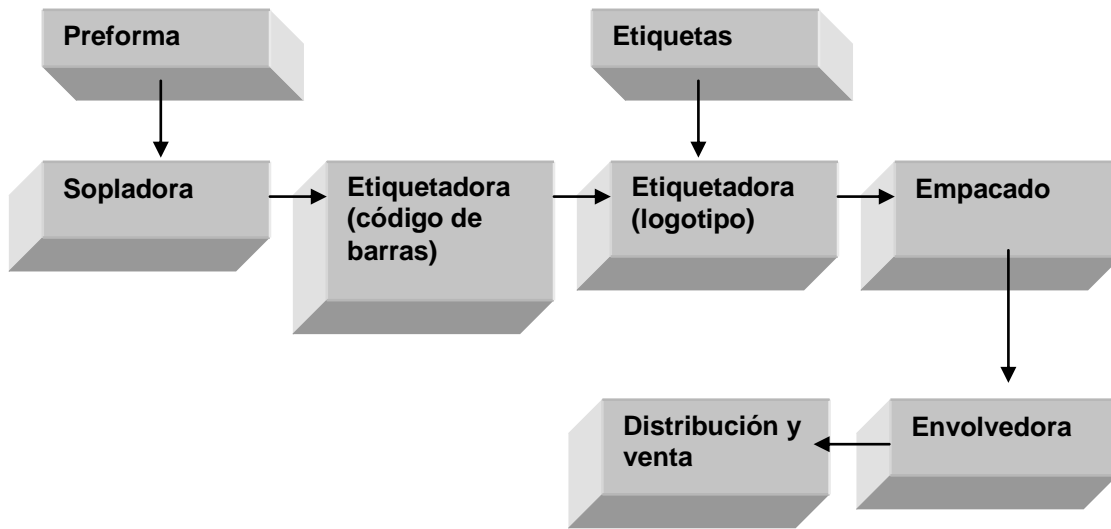 Preforma
Etiquetas
Sopladora
Etiquetadora
(código de
barras)
Etiquetadora
(logotipo)
Empacado
Distribución y
venta
Envolvedora